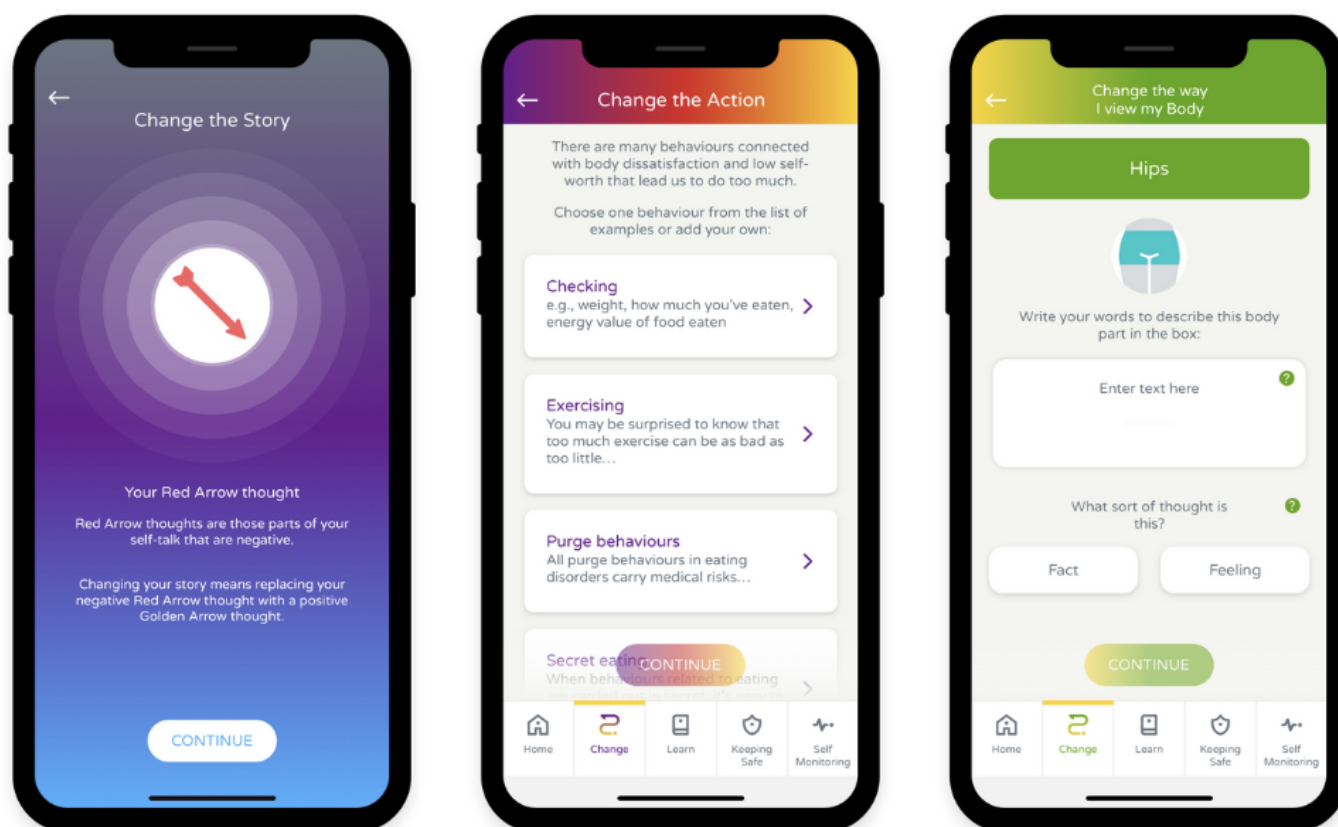 Change the Story
Your Red Arrow thought
Red Arrow thoughts are those parts of your
self-talk that are negative.
Changing your story means replacing your
negative Red Arrow thought with a positive
Golden Arrow thought.
CONTINUE
Change the Action
There are many behaviours connected
with body dissatisfaction and low self-
worth that lead us to do too much.
Choose one behaviour from the list of
examples or add your own:
Checking
e.g., weight, how much you've eaten,
energy value of food eaten
Exercising
You may be surprised to know that
too much exercise can be as bad as
too little...
Purge behaviours
All purge behaviours in eating
disorders carry medical risks...
Secret eating
CONTINUE
When behaviours related to eating
Home
Change
Learn
Keeping
Safe
Self
Monitoring
Change the way
I view my Body
Hips
Write your words to describe this body
part in the box:
Enter text here
?
What sort of thought is
this?
?
Fact
Feeling
CONTINUE
Home
Change
Learn
Keeping
Safe
Self
Monitoring